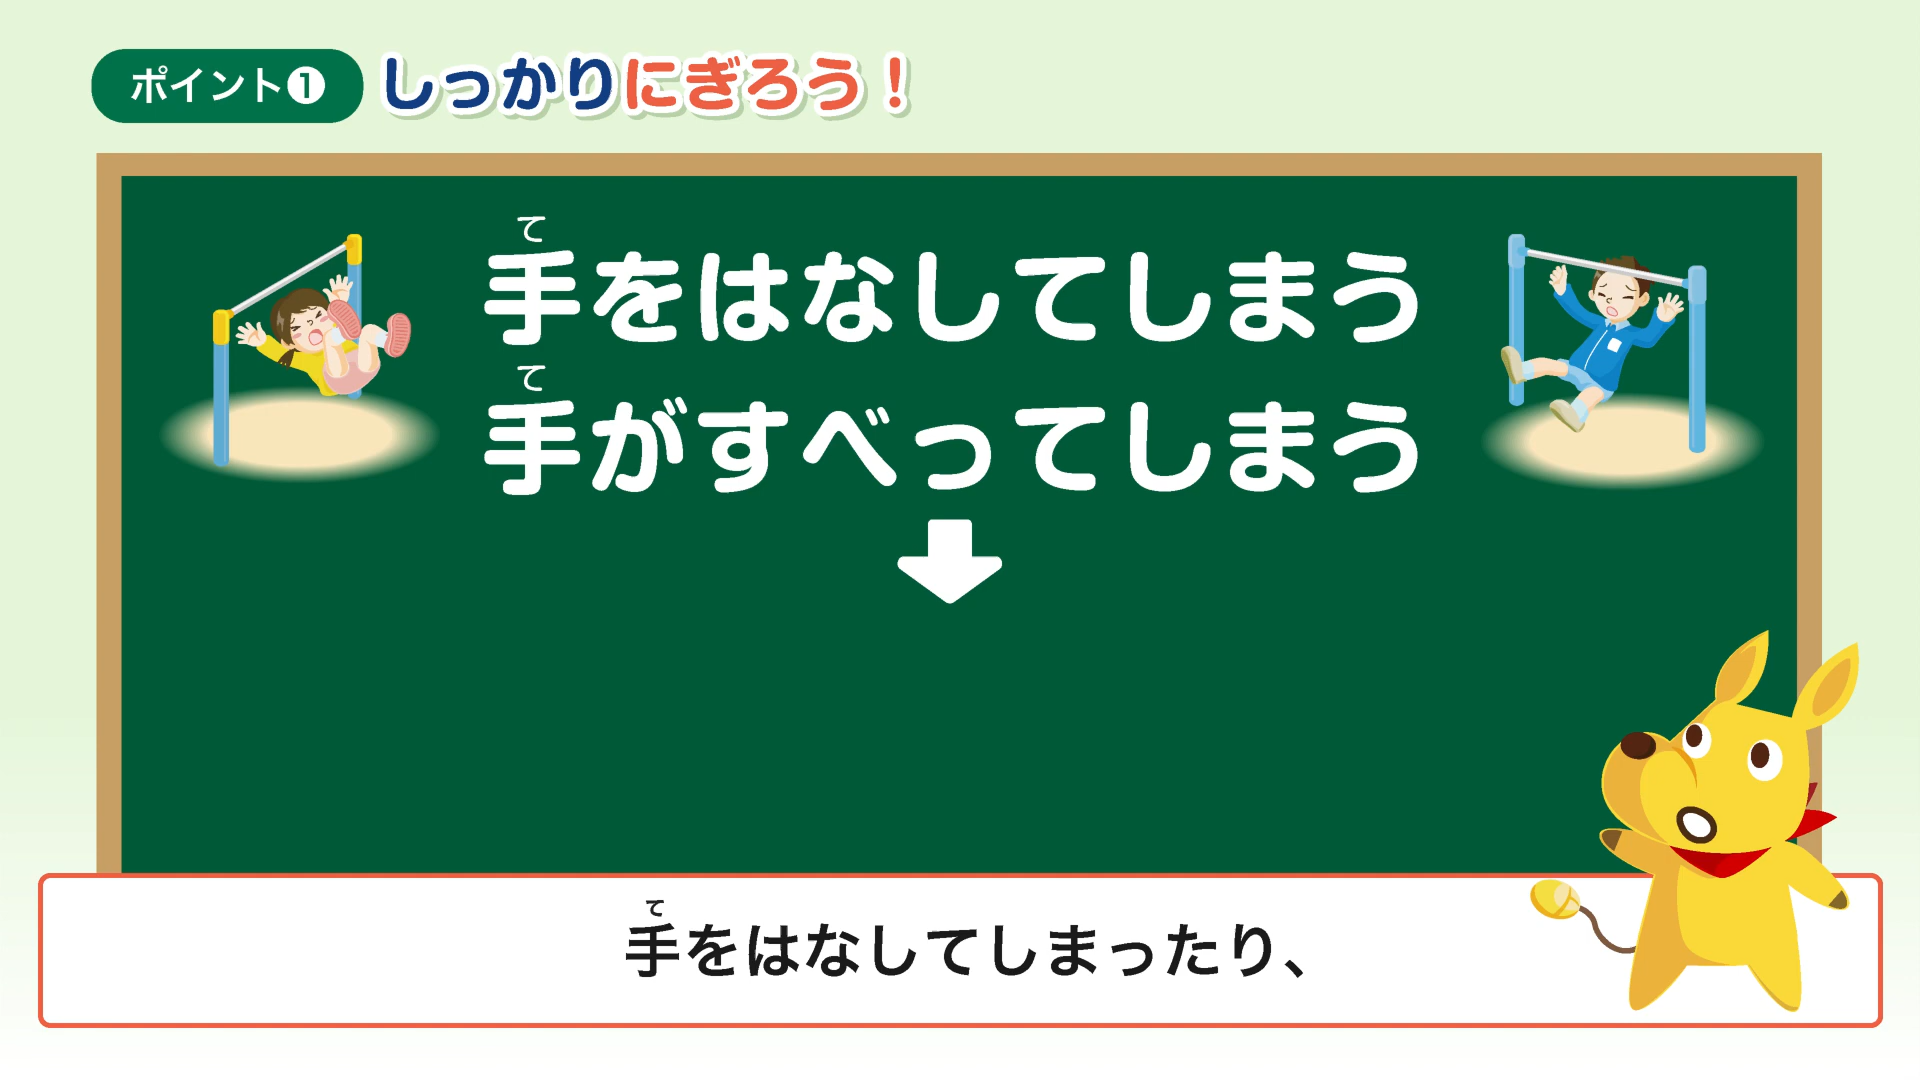 ポイント❶ しっかりにぎろう！
て
手をはなしてしまう
て
手がすべってしまう
て
手をはなしてしまったり、